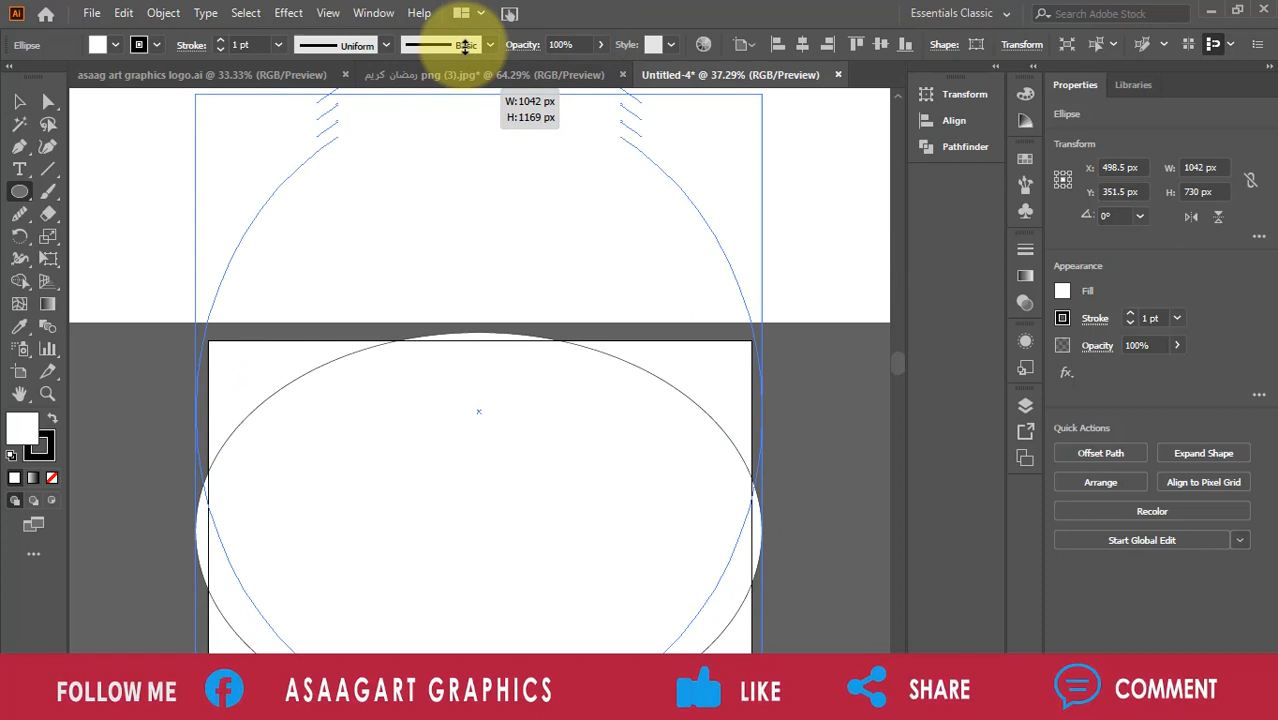 Ai File Edit Object Type Select Effect View Window Help Essentials Classic Search Adobe Stock
Ellipse Stroke: 1 pt Uniform Basic Opacity: 100% Style: Shape: Transform
asaag art graphics logo.ai @ 33.33% (RGB/Preview) رمضان كريم png (3).jpg* @ 64.29% (RGB/Preview) Untitled-4* @ 37.29% (RGB/Preview)
W: 1042 px
H: 1169 px
Transform
Align
Pathfinder
Properties Libraries
Ellipse
Transform
X: 498.5 px W: 1042 px
Y: 351.5 px H: 730 px
0°
Appearance
Fill
Stroke 1 pt
Opacity 100%
fx
Quick Actions
Offset Path Expand Shape
Arrange Align to Pixel Grid
Recolor
Start Global Edit
FOLLOW ME f ASAAGART GRAPHICS LIKE SHARE COMMENT